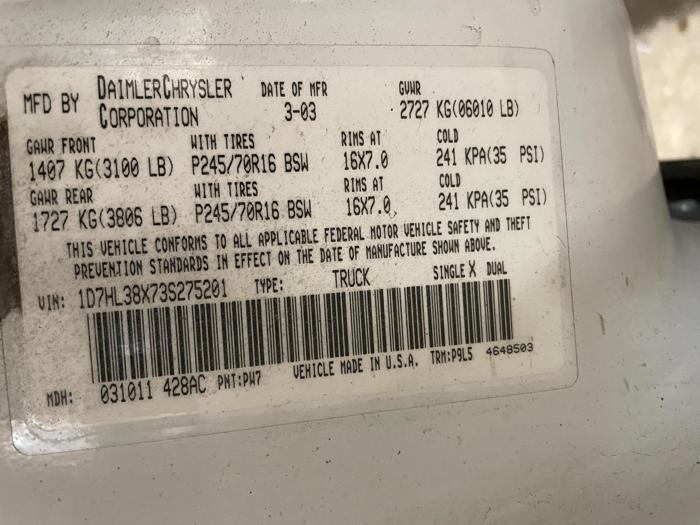 MFD BY DAIMLERCHRYSLER CORPORATION DATE OF MFR 3-03 GVWR 2727 KG(06010 LB)
GAWR FRONT WITH TIRES RIMS AT COLD
1407 KG(3100 LB) P245/70R16 BSW 16X7.0 241 KPA(35 PSI)
GAWR REAR WITH TIRES RIMS AT COLD
1727 KG(3806 LB) P245/70R16 BSW 16X7.0 241 KPA(35 PSI)
THIS VEHICLE CONFORMS TO ALL APPLICABLE FEDERAL MOTOR VEHICLE SAFETY AND THEFT
PREVENTION STANDARDS IN EFFECT ON THE DATE OF MANUFACTURE SHOWN ABOVE.
VIN: 1D7HL38X73S275201 TYPE: TRUCK SINGLE X DUAL
MDH: 031011 428AC PNT:PW7 VEHICLE MADE IN U.S.A. TRM:P9L5 4648503